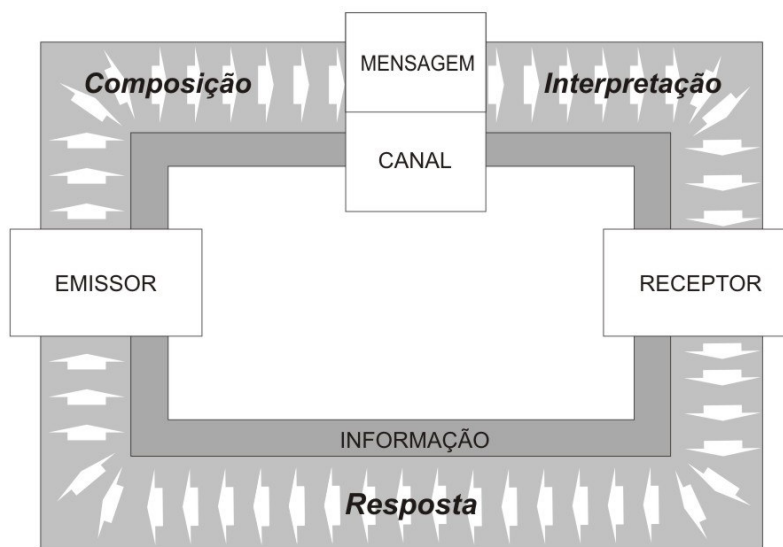 MENSAGEM
Composição
Interpretação
CANAL
EMISSOR
RECEPTOR
INFORMAÇÃO
Resposta